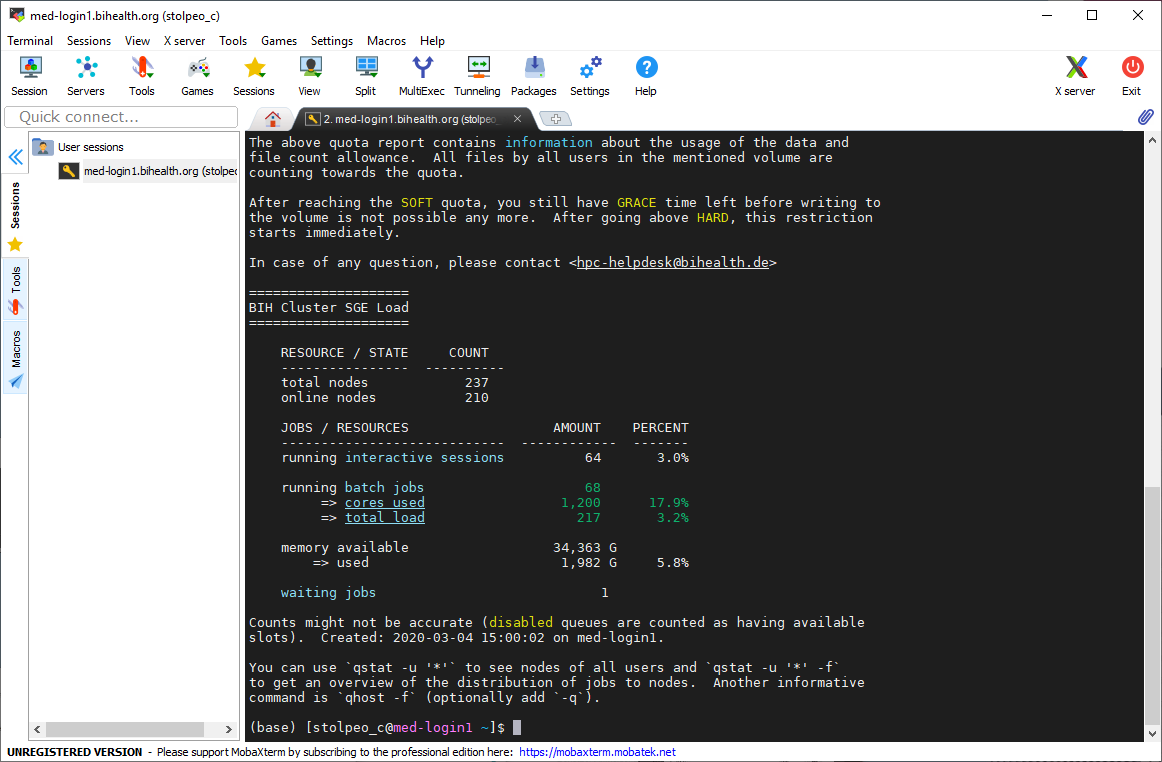 med-login1.bihealth.org (stolpeo_c)
Terminal Sessions View X server Tools Games Settings Macros Help
Session Servers Tools Games Sessions View Split MultiExec Tunneling Packages Settings Help X server Exit
Quick connect...
2. med-login1.bihealth.org (stolpeo_
User sessions
med-login1.bihealth.org (stolpec
Sessions
Tools
Macros
The above quota report contains information about the usage of the data and
file count allowance.  All files by all users in the mentioned volume are
counting towards the quota.
After reaching the SOFT quota, you still have GRACE time left before writing to
the volume is not possible any more.  After going above HARD, this restriction
starts immediately.
In case of any question, please contact <hpc-helpdesk@bihealth.de>
====================
BIH Cluster SGE Load
====================
RESOURCE / STATE     COUNT
----------------  ----------
total nodes            237
online nodes           210
JOBS / RESOURCES                  AMOUNT    PERCENT
----------------------------  ------------  -------
running interactive sessions          64       3.0%
running batch jobs                    68
=> cores used                 1,200      17.9%
=> total load                   217       3.2%
memory available                  34,363 G
=> used                        1,982 G     5.8%
waiting jobs                            1
Counts might not be accurate (disabled queues are counted as having available
slots).  Created: 2020-03-04 15:00:02 on med-login1.
You can use `qstat -u '*'` to see nodes of all users and `qstat -u '*' -f`
to get an overview of the distribution of jobs to nodes.  Another informative
command is `qhost -f` (optionally add `-q`).
(base) [stolpeo_c@med-login1 ~]$
UNREGISTERED VERSION - Please support MobaXterm by subscribing to the professional edition here: https://mobaxterm.mobatek.net